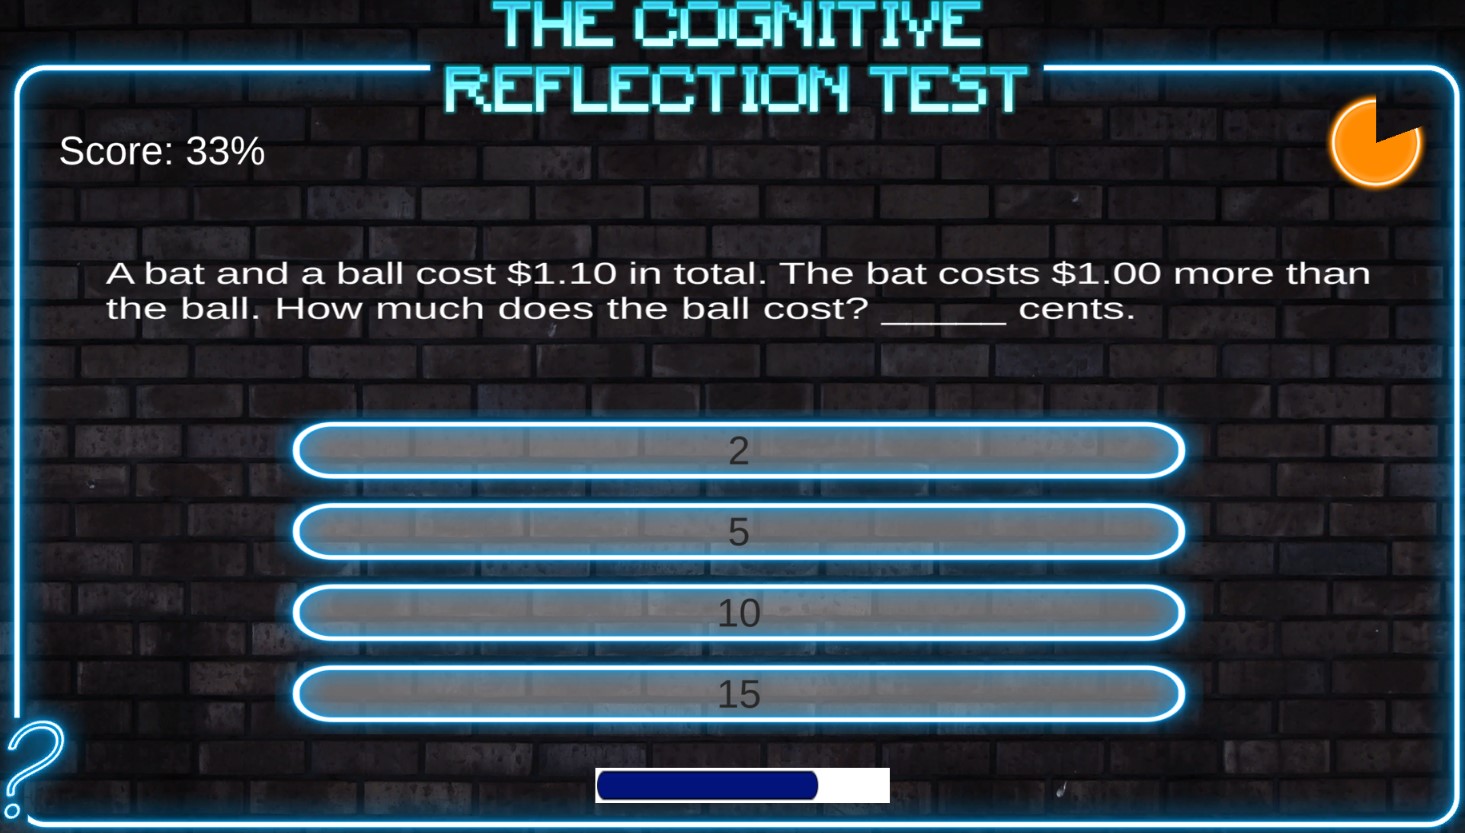 THE COGNITIVE
REFLECTION TEST
Score: 33%
A bat and a ball cost $1.10 in total. The bat costs $1.00 more than
the ball. How much does the ball cost? ______ cents.
2
5
10
15
?